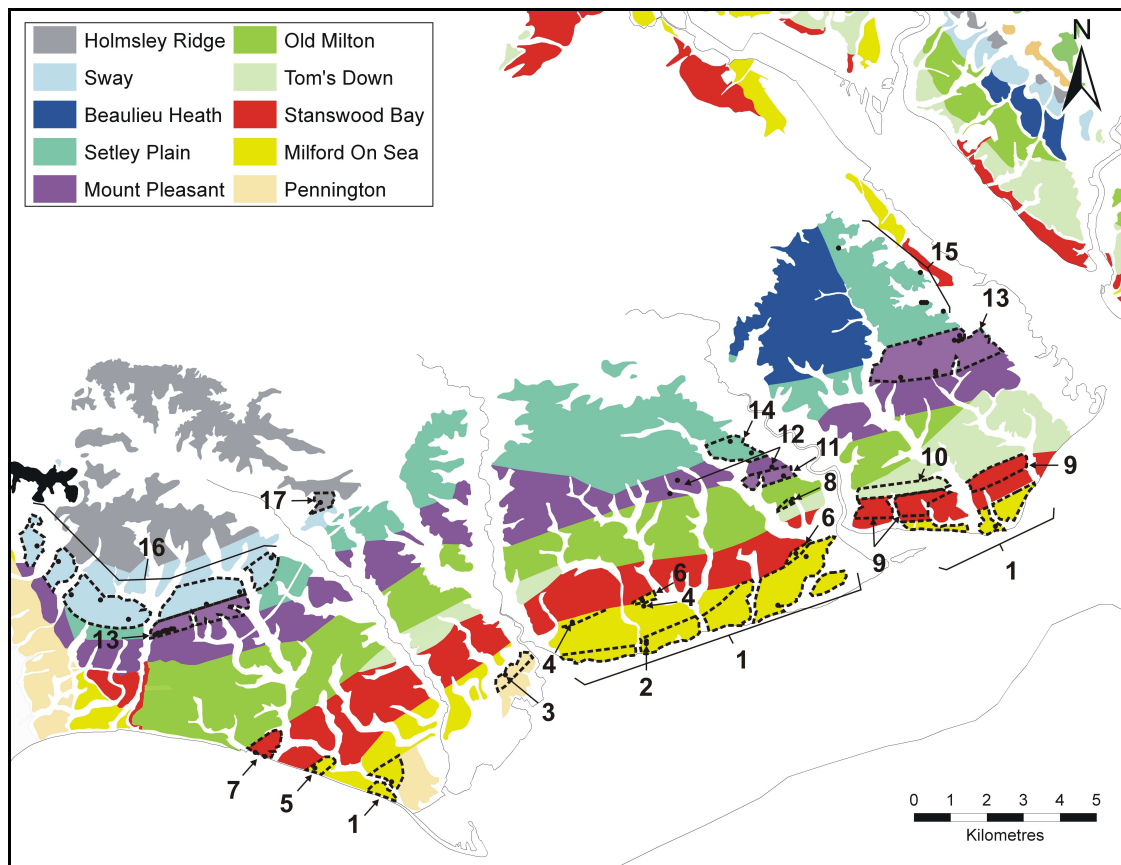 Holmsley Ridge
Old Milton
Sway
Tom's Down
Beaulieu Heath
Stanswood Bay
Setley Plain
Milford On Sea
Mount Pleasant
Pennington
N
15
13
14
12
11
10
8
9
17
6
16
9
1
6
4
13
4
1
2
3
7
5
1
0 1 2 3 4 5
Kilometres